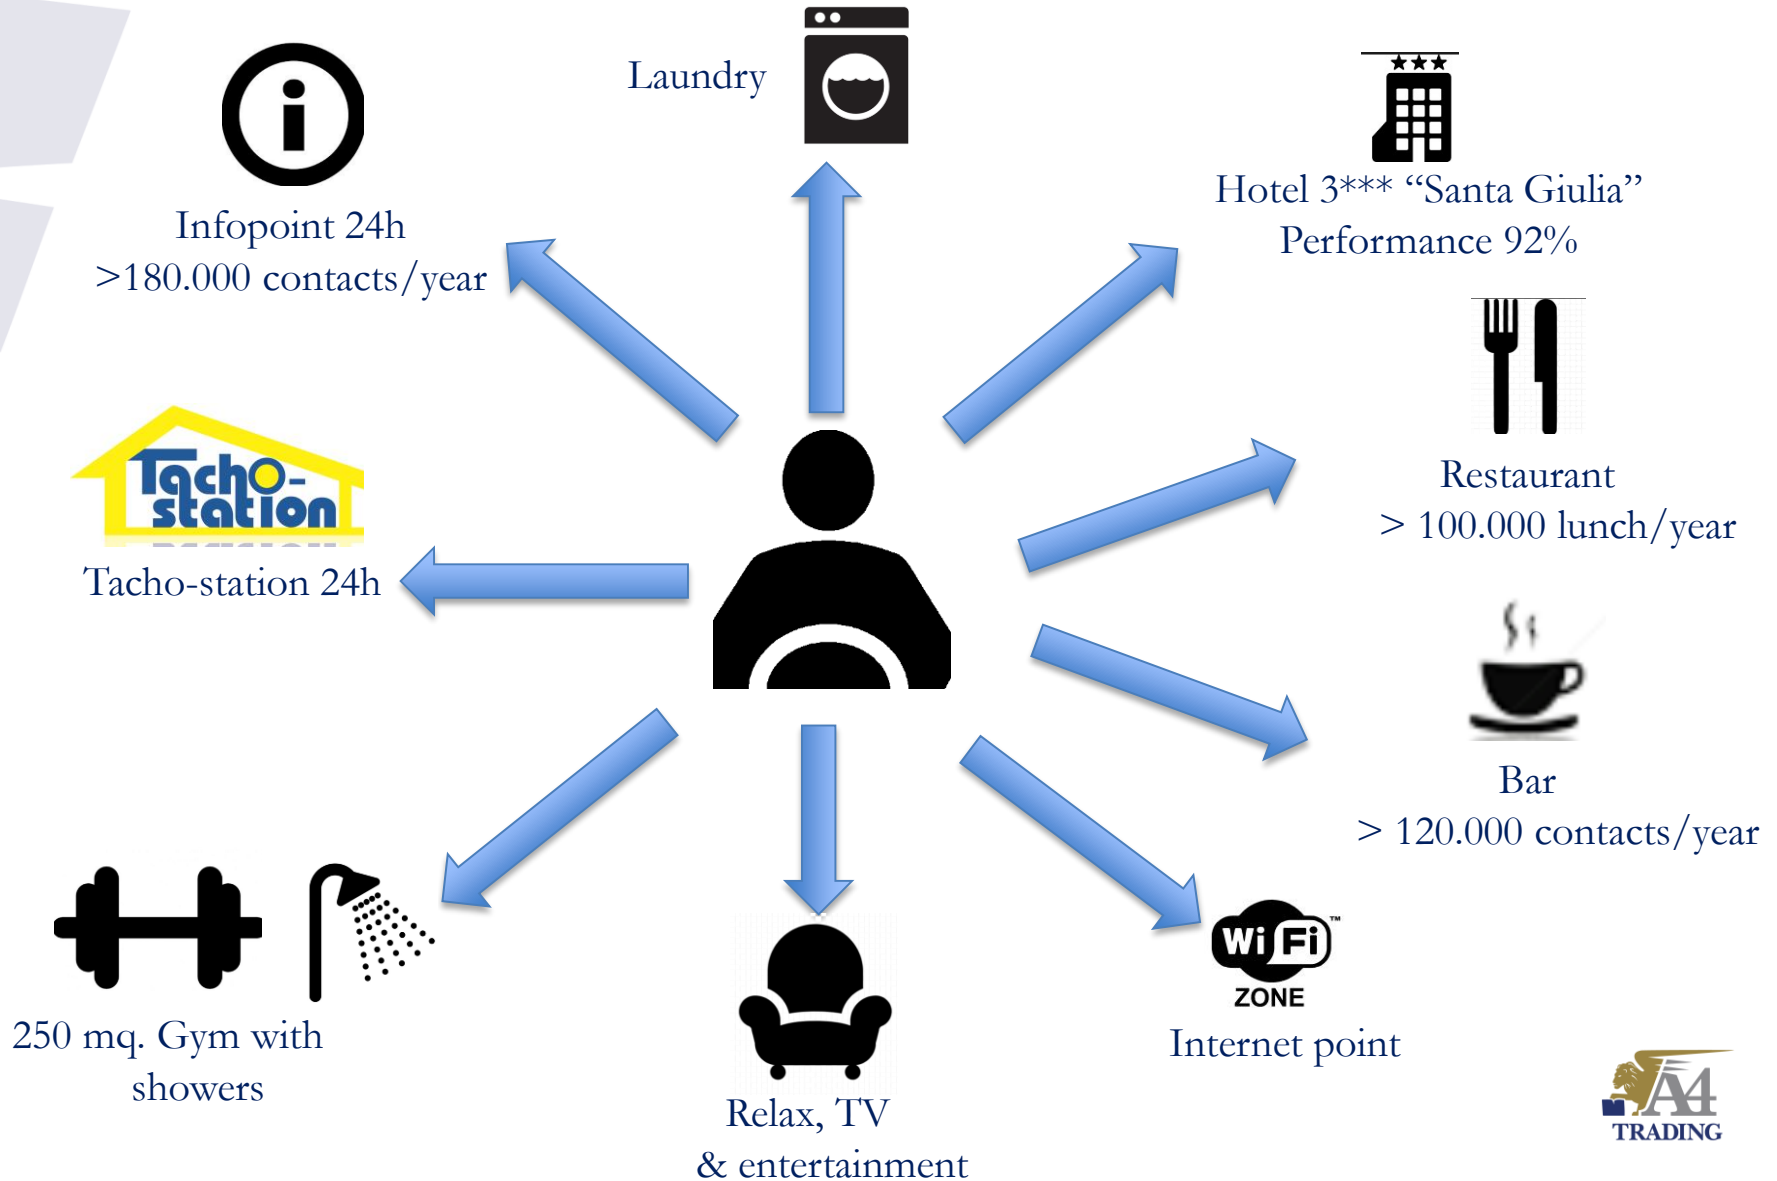 Laundry
Infopoint 24h
>180.000 contacts/year
Hotel 3*** “Santa Giulia”
Performance 92%
Restaurant
> 100.000 lunch/year
Tacho-
station
Tacho-station 24h
Bar
> 120.000 contacts/year
250 mq. Gym with
showers
Relax, TV
& entertainment
Wi Fi™
ZONE
Internet point
A4
TRADING